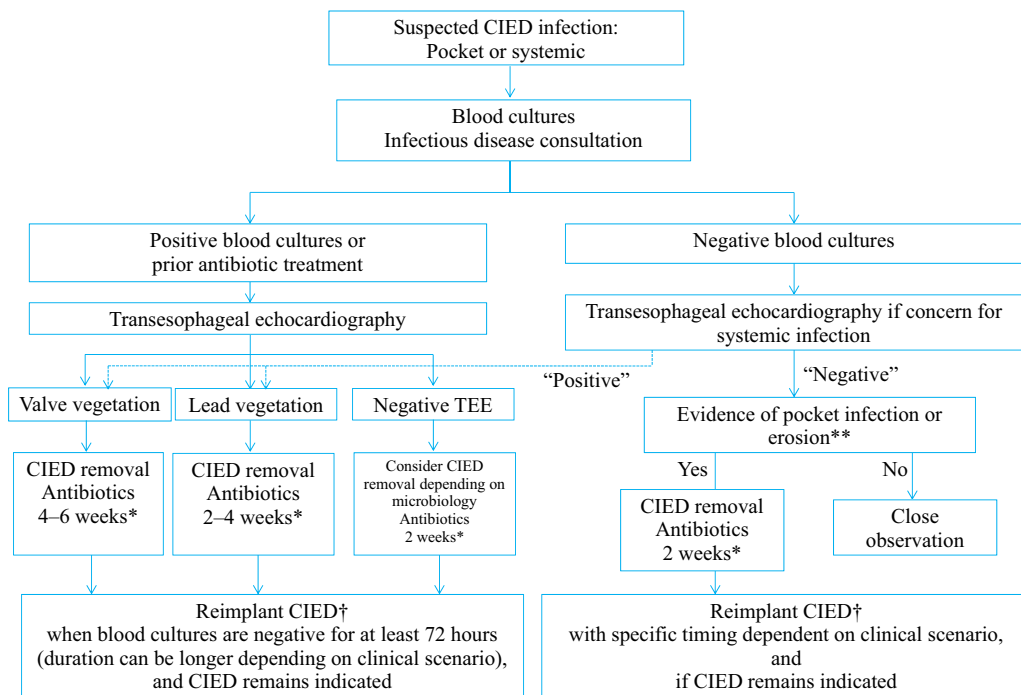 Suspected CIED infection:
Pocket or systemic
Blood cultures
Infectious disease consultation
Positive blood cultures or
prior antibiotic treatment
Negative blood cultures
Transesophageal echocardiography
Transesophageal echocardiography if concern for
systemic infection
“Positive”
“Negative”
Valve vegetation
Lead vegetation
Negative TEE
Evidence of pocket infection or
erosion**
Yes
No
CIED removal
Antibiotics
4–6 weeks*
CIED removal
Antibiotics
2–4 weeks*
Consider CIED
removal depending on
microbiology
Antibiotics
2 weeks*
CIED removal
Antibiotics
2 weeks*
Close
observation
Reimplant CIED†
when blood cultures are negative for at least 72 hours
(duration can be longer depending on clinical scenario),
and CIED remains indicated
Reimplant CIED†
with specific timing dependent on clinical scenario,
and
if CIED remains indicated